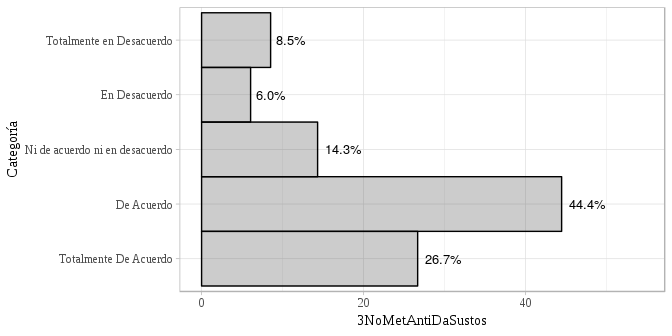 Totalmente en Desacuerdo
8.5%
En Desacuerdo
6.0%
Ni de acuerdo ni en desacuerdo
14.3%
De Acuerdo
44.4%
Totalmente De Acuerdo
26.7%
Categoría
0 20 40
3NoMetAntiDaSustos